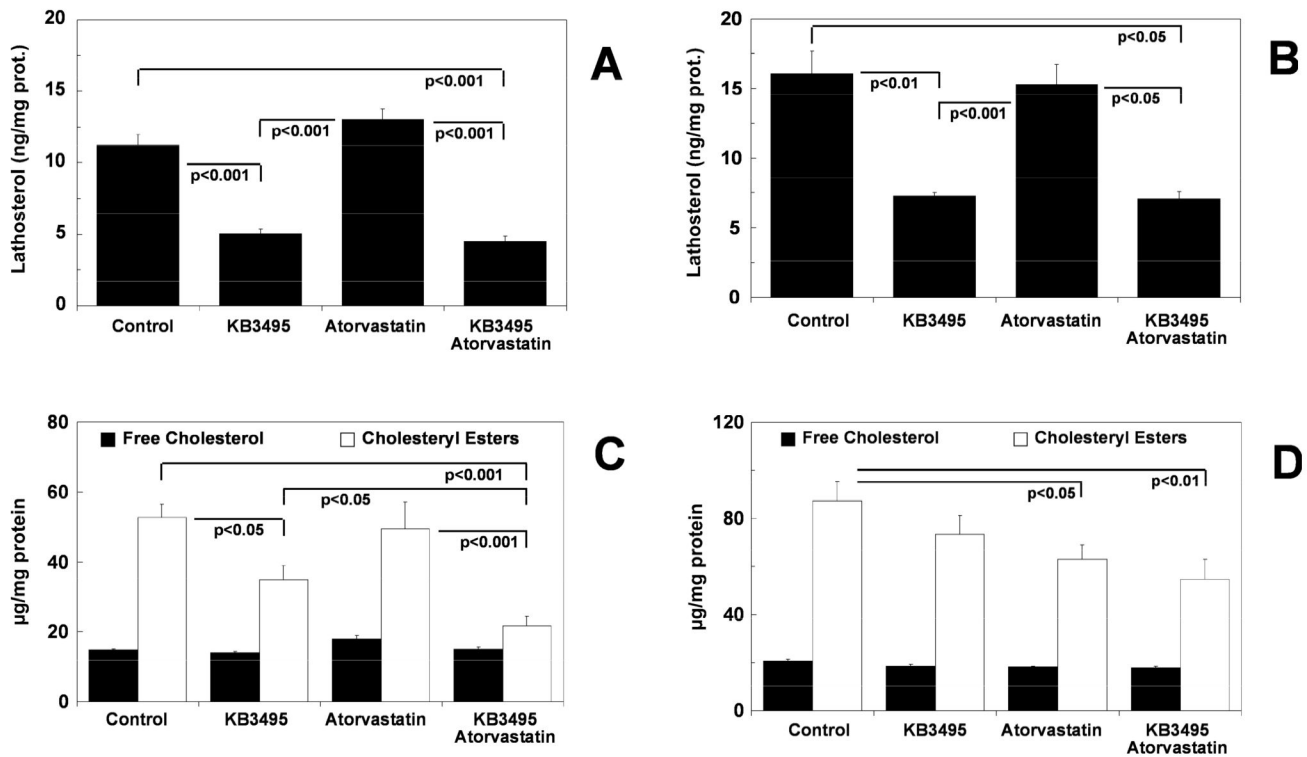 A
Lathosterol (ng/mg prot.)
20
15
10
5
0
p<0.001
p<0.001
p<0.001
p<0.001
Control
KB3495
Atorvastatin
KB3495
Atorvastatin
B
Lathosterol (ng/mg prot.)
20
15
10
5
0
p<0.05
p<0.01
p<0.05
p<0.001
Control
KB3495
Atorvastatin
KB3495
Atorvastatin
C
µg/mg protein
80
60
40
20
0
Free Cholesterol
Cholesteryl Esters
p<0.001
p<0.05
p<0.05
p<0.001
Control
KB3495
Atorvastatin
KB3495
Atorvastatin
D
µg/mg protein
120
80
40
0
Free Cholesterol
Cholesteryl Esters
p<0.01
p<0.05
Control
KB3495
Atorvastatin
KB3495
Atorvastatin